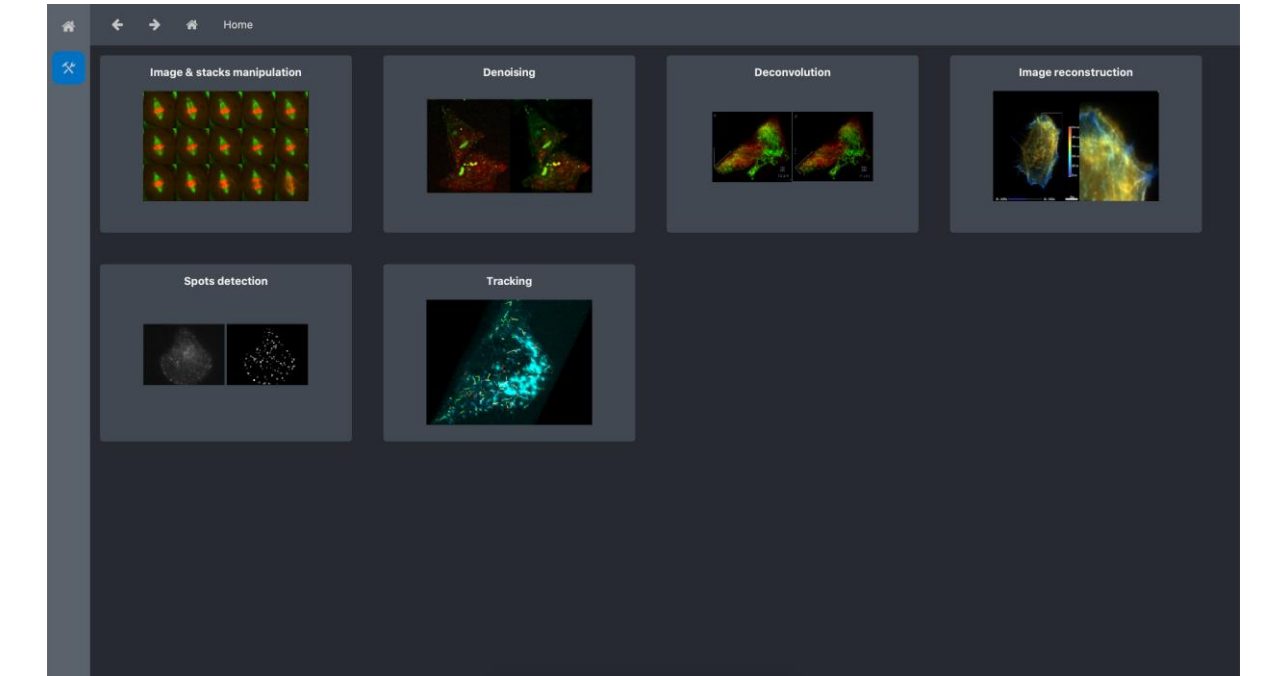 Home
Image & stacks manipulation
Denoising
Deconvolution
Image reconstruction
Spots detection
Tracking